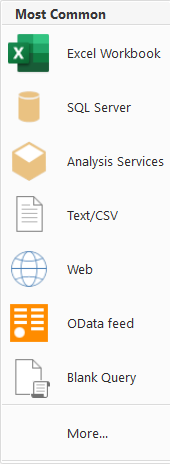 Most Common
Excel Workbook
SQL Server
Analysis Services
Text/CSV
Web
OData feed
Blank Query
More...